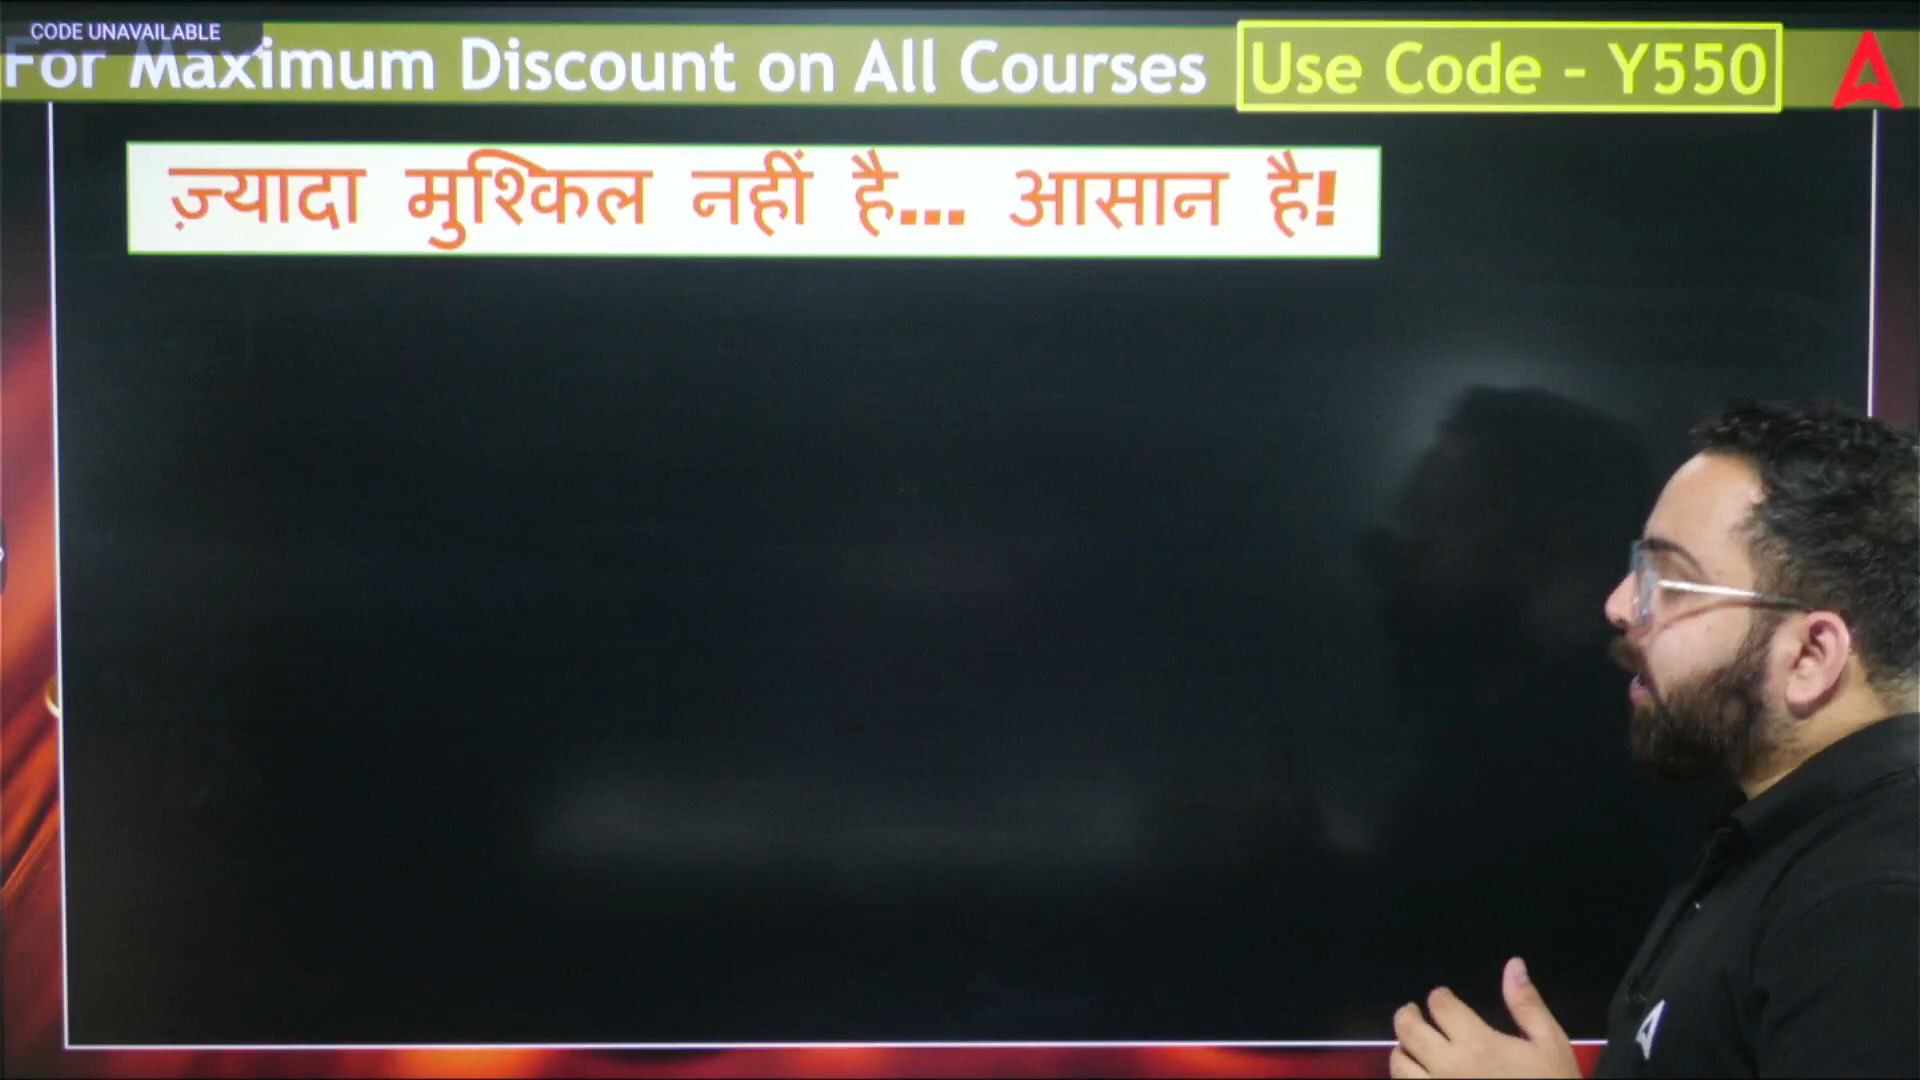 CODE UNAVAILABLE
For Maximum Discount on All Courses Use Code - Y550
ज़्यादा मुश्किल नहीं है... आसान है!